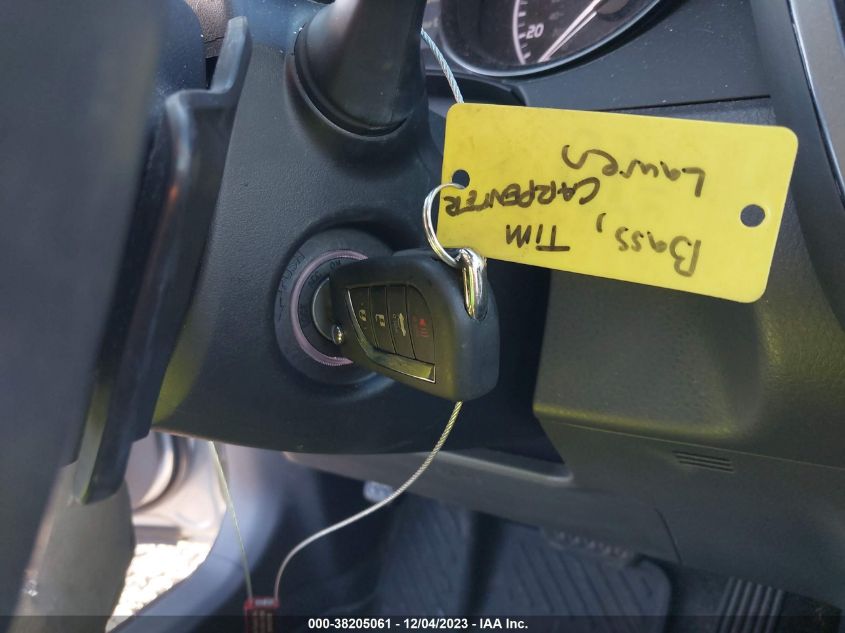 Bass, TIM
CARPENTER
Lauren
20
000-38205061 - 12/04/2023 - IAA Inc.